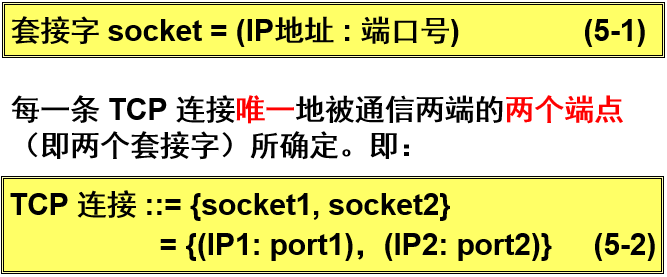 套接字 socket = (IP地址 : 端口号) (5-1)
每一条 TCP 连接唯一地被通信两端的两个端点
（即两个套接字）所确定。即：
TCP 连接 ::= {socket1, socket2}
= {(IP1: port1)，(IP2: port2)} (5-2)